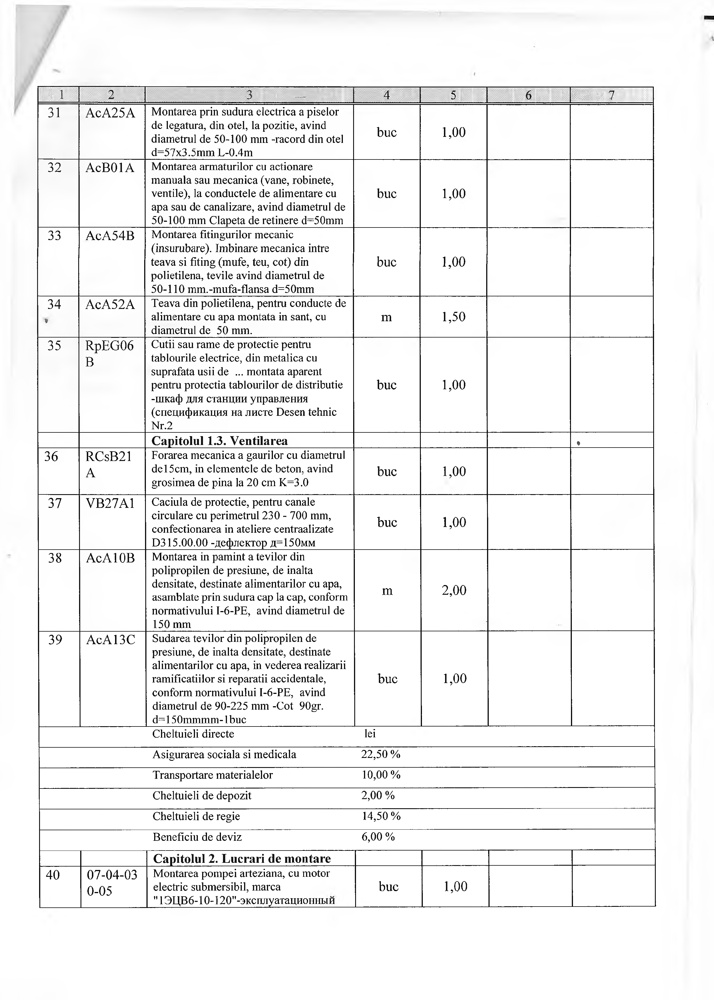 1 2 3 4 5 6 7
31 AcA25A Montarea prin sudura electrica a piselor
de legatura, din otel, la pozitie, avind
diametrul de 50-100 mm -racord din otel
d=57x3.5mm L-0.4m
buc 1,00
32 AcB01A Montarea armaturilor cu actionare
manuala sau mecanica (vane, robinete,
ventile), la conductele de alimentare cu
apa sau de canalizare, avind diametrul de
50-100 mm Clapeta de retinere d=50mm
buc 1,00
33 AcA54B Montarea fitingurilor mecanic
(insurubare). Imbinare mecanica intre
teava si fiting (mufe, teu, cot) din
polietilena, tevile avind diametrul de
50-110 mm.-mufa-flansa d=50mm
buc 1,00
34 AcA52A Teava din polietilena, pentru conducte de
alimentare cu apa montata in sant, cu
diametrul de 50 mm.
m 1,50
35 RpEG06
B
Cutii sau rame de protectie pentru
tablourile electrice, din metalica cu
suprafata usii de ... montata aparent
pentru protectia tablourilor de distributie
-шкаф для станции управления
(спецификация на листе Desen tehnic
Nr.2
buc 1,00
Capitolul 1.3. Ventilarea
36 RCsB21
A
Forarea mecanica a gaurilor cu diametrul
de15cm, in elementele de beton, avind
grosimea de pina la 20 cm K=3.0
buc 1,00
37 VB27A1 Caciula de protectie, pentru canale
circulare cu perimetrul 230 - 700 mm,
confectionarea in ateliere centraalizate
D315.00.00 -дефлектор д=150мм
buc 1,00
38 AcA10B Montarea in pamint a tevilor din
polipropilen de presiune, de inalta
densitate, destinate alimentarilor cu apa,
asamblate prin sudura cap la cap, conform
normativului I-6-PE, avind diametrul de
150 mm
m 2,00
39 AcA13C Sudarea tevilor din polipropilen de
presiune, de inalta densitate, destinate
alimentarilor cu apa, in vederea realizarii
ramificatiilor si reparatii accidentale,
conform normativului I-6-PE, avind
diametrul de 90-225 mm -Cot 90gr.
d=150mmmm-1buc
buc 1,00
Cheltuieli directe lei
Asigurarea sociala si medicala 22,50 %
Transportare materialelor 10,00 %
Cheltuieli de depozit 2,00 %
Cheltuieli de regie 14,50 %
Beneficiu de deviz 6,00 %
Capitolul 2. Lucrari de montare
40 07-04-03
0-05
Montarea pompei arteziana, cu motor
electric submersibil, marca
"1ЭЦВ6-10-120"-эксплуатационный
buc 1,00